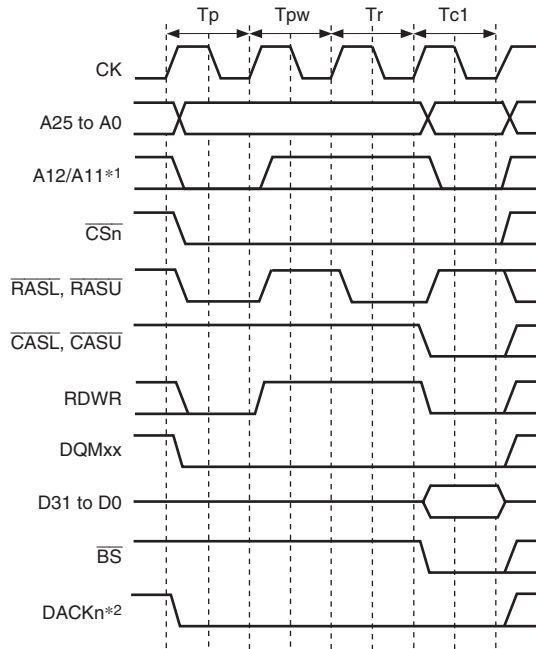 Tp Tpw Tr Tc1
CK
A25 to A0
A12/A11*1
CSn
RASL, RASU
CASL, CASU
RDWR
DQMxx
D31 to D0
BS
DACKn*2